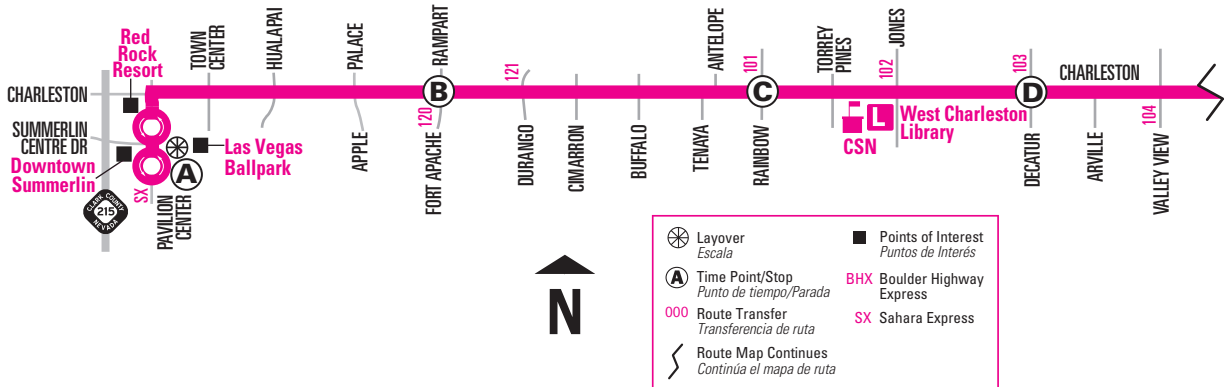 Red
Rock
Resort
TOWN
CENTER
HUALAPAI
PALACE
RAMPART
121
ANTELOPE
101
TORREY
PINES
102
JONES
103
CHARLESTON
CHARLESTON
B
C
D
SUMMERLIN
CENTRE DR
Downtown
Summerlin
Las Vegas
Ballpark
A
SX
CLARK COUNTY
215
NEVADA
PAVILION
CENTER
APPLE
120
FORT APACHE
DURANGO
CIMARRON
BUFFALO
TENAYA
RAINBOW
CSN
L
West Charleston
Library
DECATUR
ARVILLE
104
VALLEY VIEW
N
Layover
Escala
A
Time Point/Stop
Punto de tiempo/Parada
000 Route Transfer
Transferencia de ruta
Route Map Continues
Continúa el mapa de ruta
Points of Interest
Puntos de Interés
BHX Boulder Highway
Express
SX Sahara Express